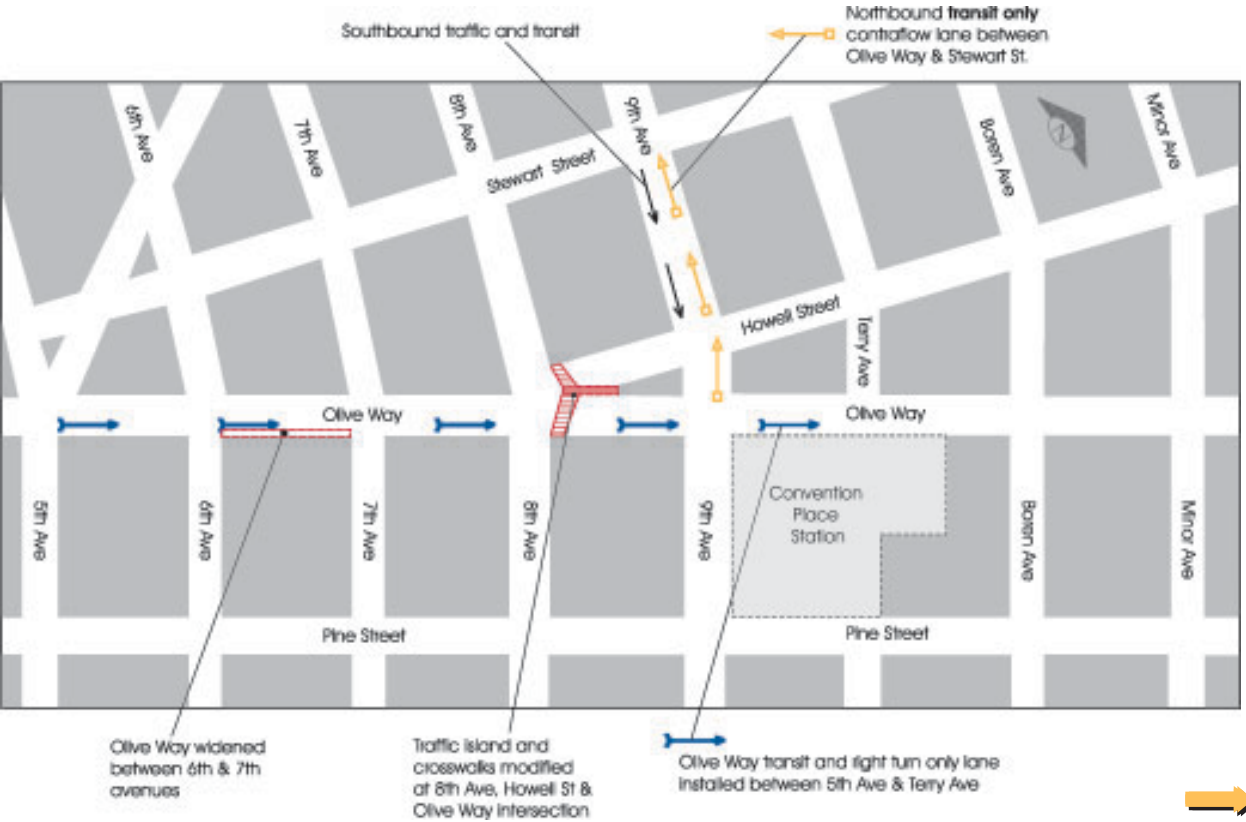 Southbound traffic and transit
Northbound transit only
contraflow lane between
Olive Way & Stewart St.
6th Ave
7th Ave
8th Ave
9th Ave
Boren Ave
Minor Ave
N
Stewart Street
Howell Street
Terry Ave
Olive Way
Olive Way
5th Ave
6th Ave
7th Ave
8th Ave
9th Ave
Convention
Place
Station
Boren Ave
Minor Ave
Pine Street
Pine Street
Olive Way widened
between 6th & 7th
avenues
Traffic island and
crosswalks modified
at 8th Ave, Howell St &
Olive Way intersection
Olive Way transit and right turn only lane
installed between 5th Ave & Terry Ave